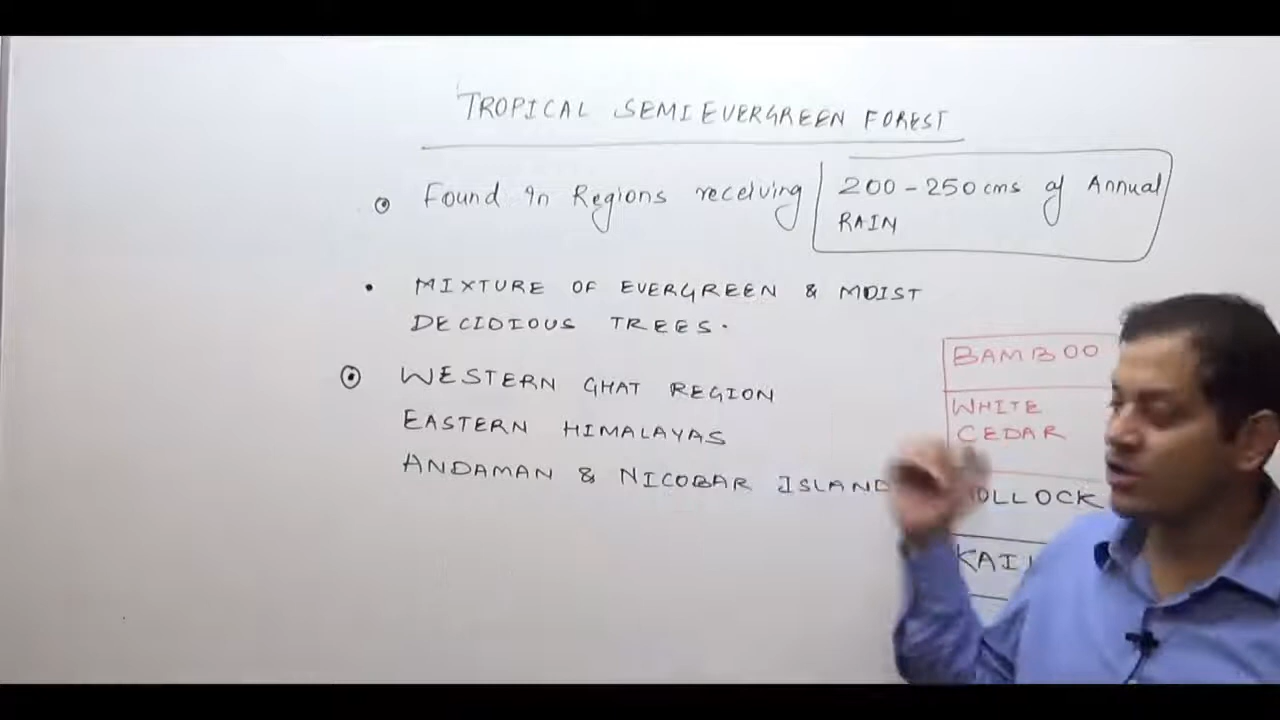 TROPICAL SEMI EVERGREEN FOREST
Found in Regions receiving 200-250 cms of Annual
RAIN
MIXTURE OF EVERGREEN & MOIST
DECIDIOUS TREES.
WESTERN GHAT REGION
EASTERN HIMALAYAS
ANDAMAN & NICOBAR ISLAND
BAMBOO
WHITE
CEDAR